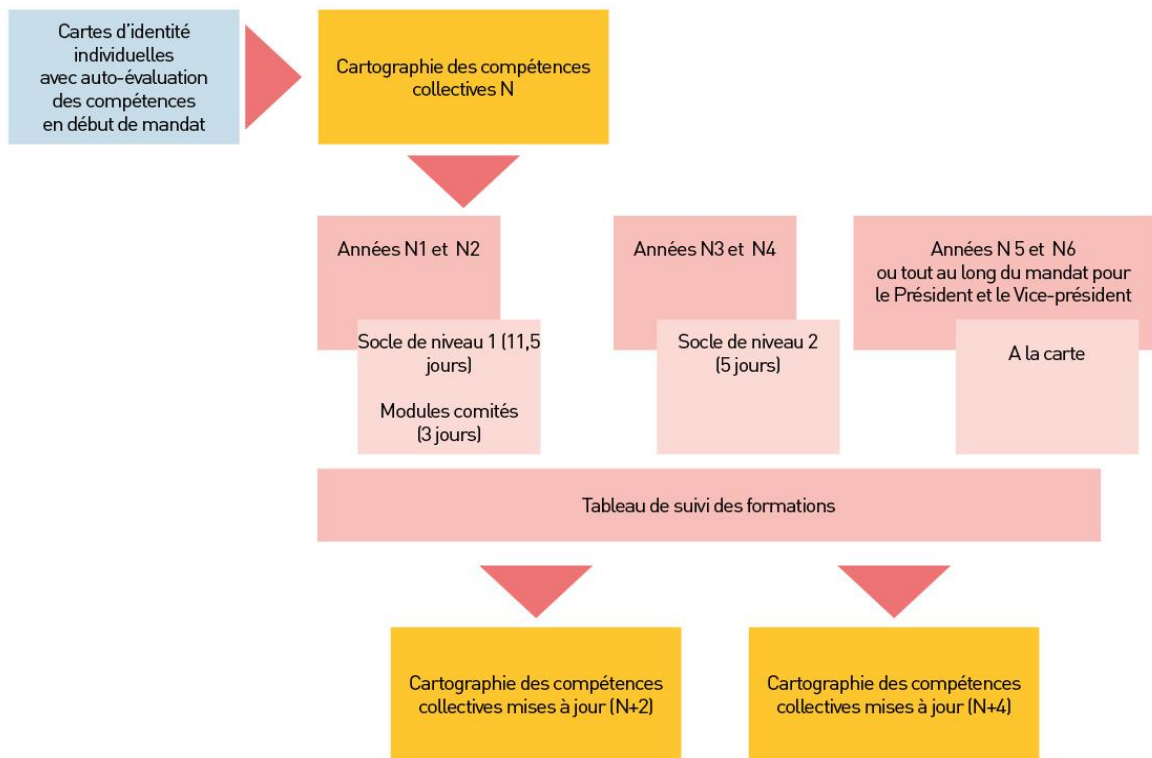 Cartes d'identité
individuelles
avec auto-évaluation
des compétences
en début de mandat
Cartographie des compétences
collectives N
Années N1 et N2
Années N3 et N4
Années N 5 et N6
ou tout au long du mandat pour
le Président et le Vice-président
Socle de niveau 1 (11,5
jours)
Modules comités
(3 jours)
Socle de niveau 2
(5 jours)
A la carte
Tableau de suivi des formations
Cartographie des compétences
collectives mises à jour (N+2)
Cartographie des compétences
collectives mises à jour (N+4)